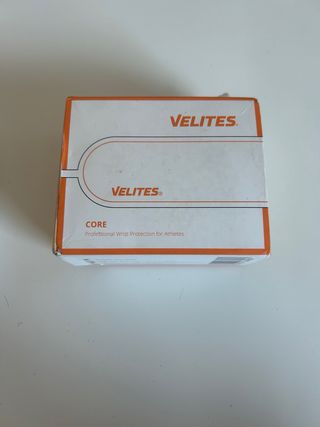 VELITES®
VELITES®
CORE
Professional Wrist Protection for Athletes